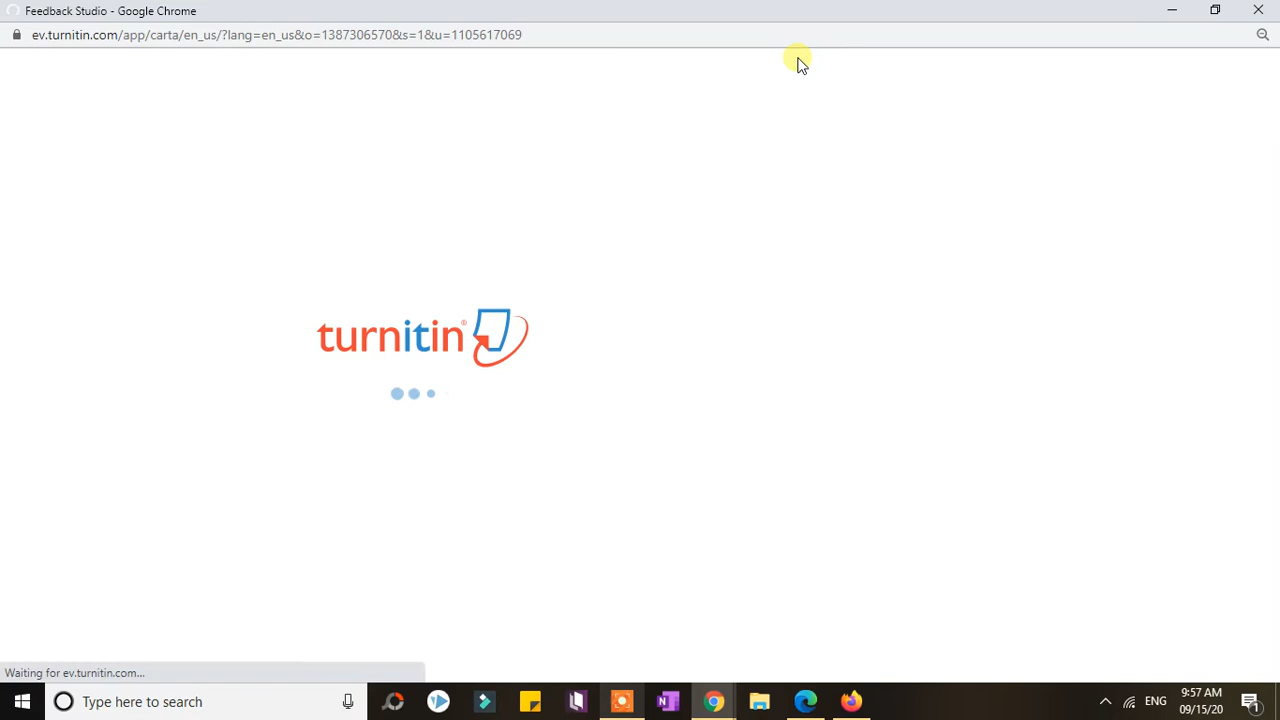 Feedback Studio - Google Chrome
ev.turnitin.com/app/carta/en_us/?lang=en_us&o=1387306570&s=1&u=1105617069
turnitin®
Waiting for ev.turnitin.com...
Type here to search
N
ENG
9:57 AM
09/15/20
1